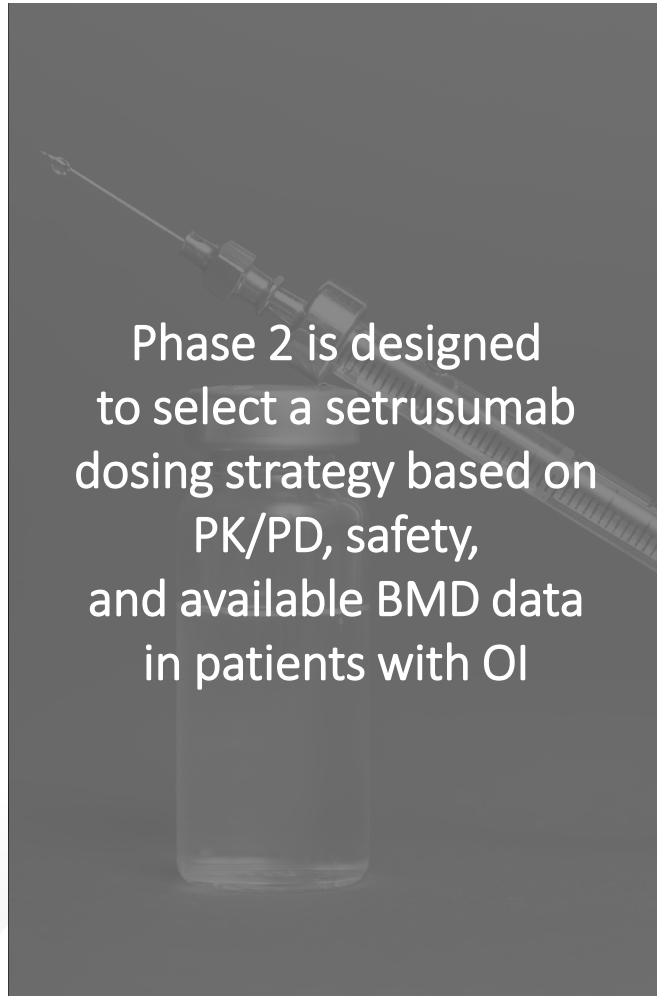 Phase 2 is designed
to select a setrusumab
dosing strategy based on
PK/PD, safety,
and available BMD data
in patients with OI